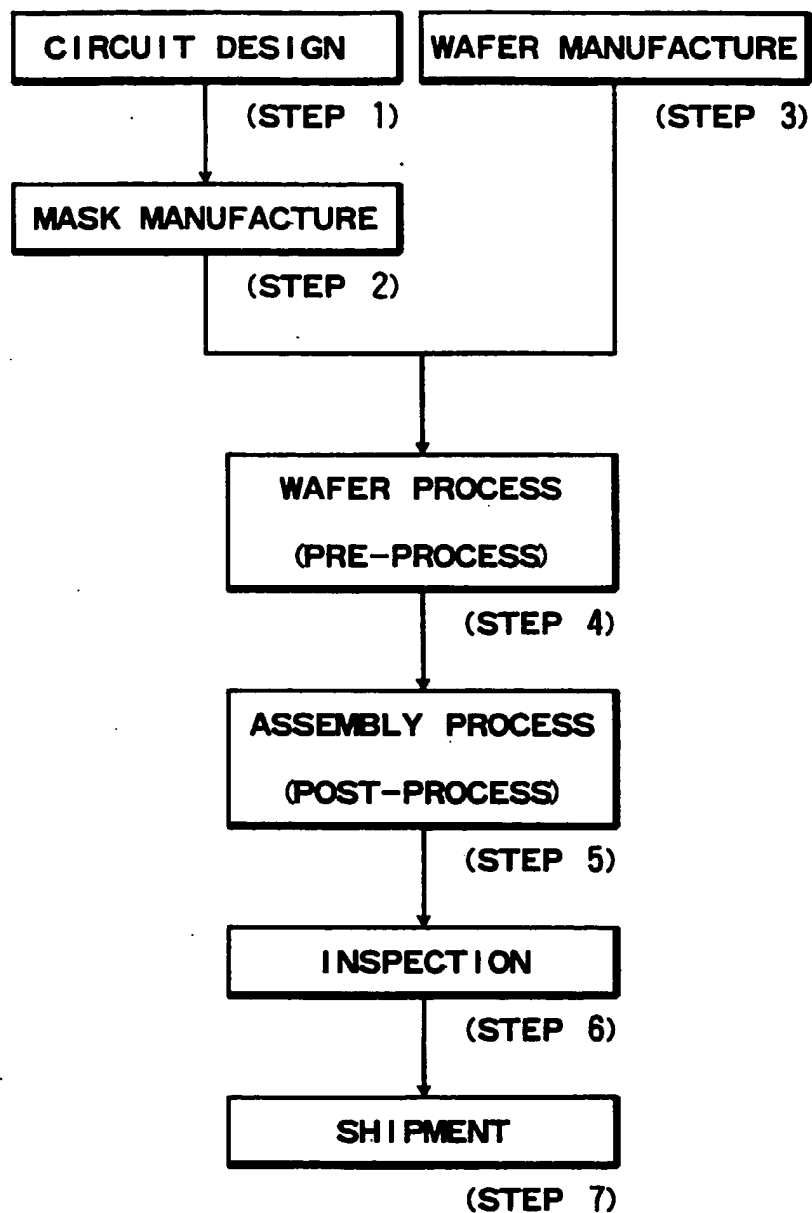 CIRCUIT DESIGN
(STEP 1)
WAFER MANUFACTURE
(STEP 3)
MASK MANUFACTURE
(STEP 2)
WAFER PROCESS
(PRE-PROCESS)
(STEP 4)
ASSEMBLY PROCESS
(POST-PROCESS)
(STEP 5)
INSPECTION
(STEP 6)
SHIPMENT
(STEP 7)